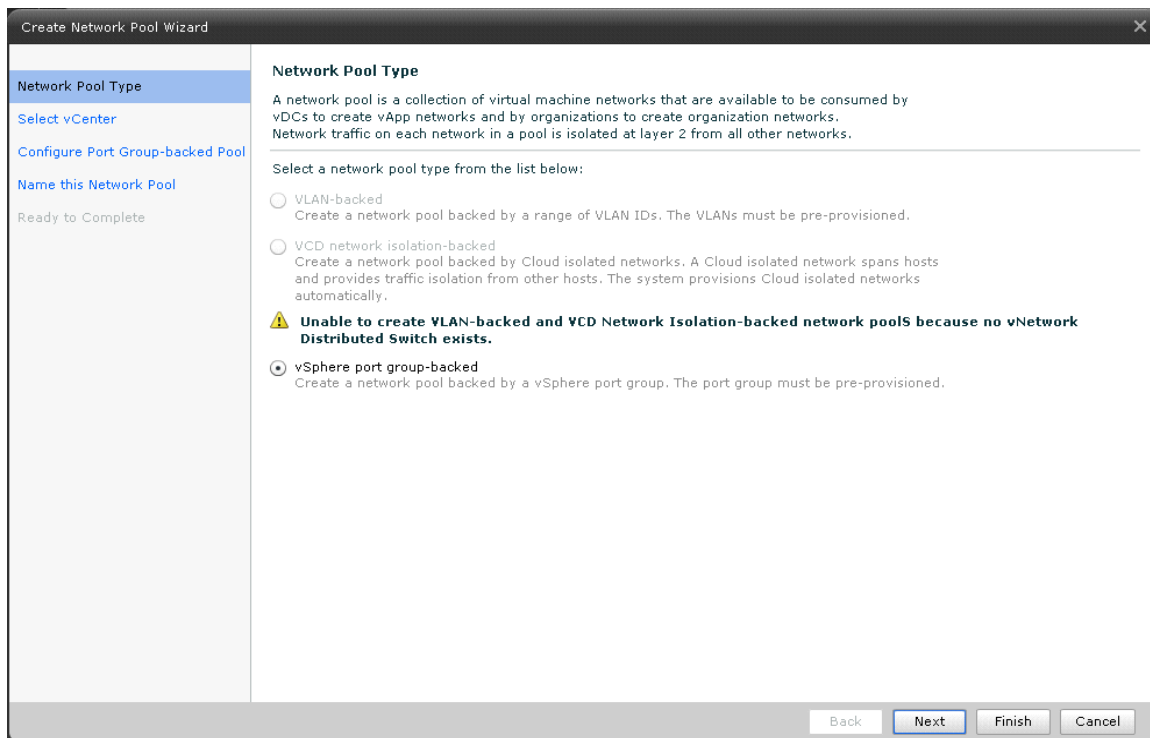 Create Network Pool Wizard
Network Pool Type
Select vCenter
Configure Port Group-backed Pool
Name this Network Pool
Ready to Complete
Network Pool Type
A network pool is a collection of virtual machine networks that are available to be consumed by
vDCs to create vApp networks and by organizations to create organization networks.
Network traffic on each network in a pool is isolated at layer 2 from all other networks.
Select a network pool type from the list below:
VLAN-backed
Create a network pool backed by a range of VLAN IDs. The VLANs must be pre-provisioned.
VCD network isolation-backed
Create a network pool backed by Cloud isolated networks. A Cloud isolated network spans hosts
and provides traffic isolation from other hosts. The system provisions Cloud isolated networks
automatically.
Unable to create VLAN-backed and VCD Network Isolation-backed network poolS because no vNetwork
Distributed Switch exists.
vSphere port group-backed
Create a network pool backed by a vSphere port group. The port group must be pre-provisioned.
Back
Next
Finish
Cancel